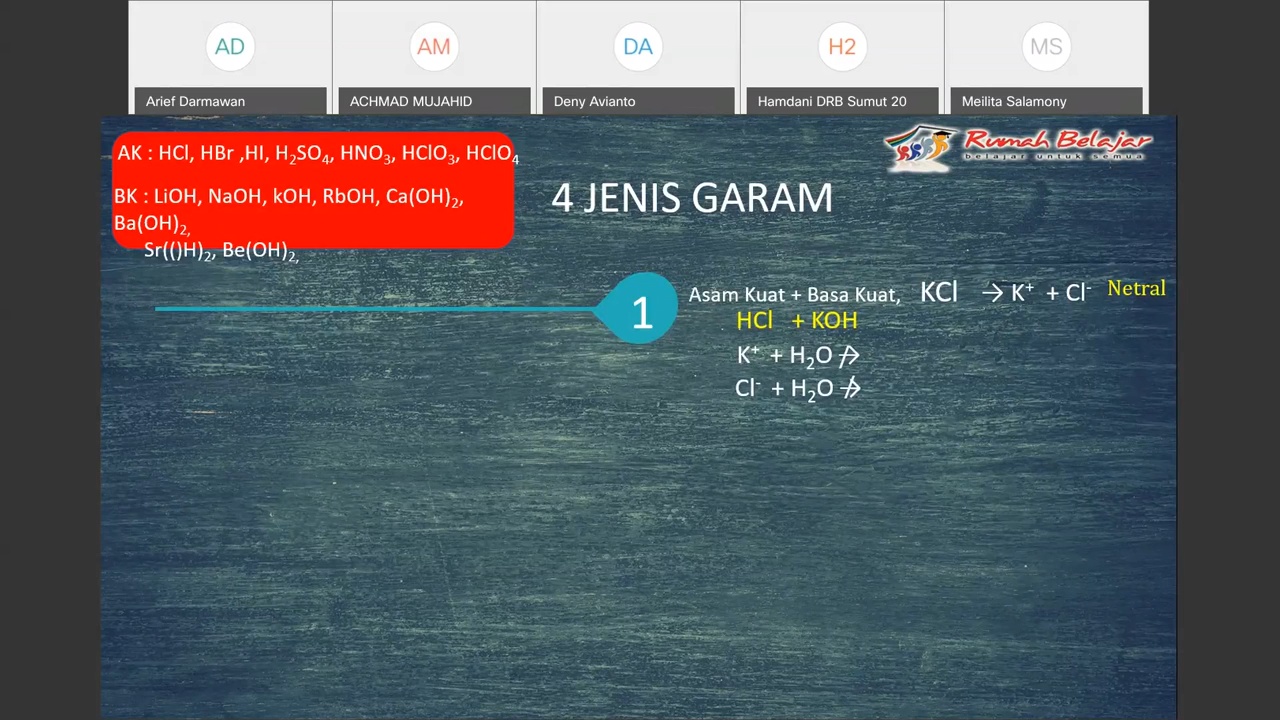 AD
AM
DA
H2
MS
Arief Darmawan
ACHMAD MUJAHID
Deny Avianto
Hamdani DRB Sumut 20
Meilita Salamony
Rumah Belajar
belajar untuk semua
AK : HCl, HBr ,HI, H₂SO₄, HNO₃, HClO₃, HClO₄
BK : LiOH, NaOH, kOH, RbOH, Ca(OH)₂,
Ba(OH)₂,
Sr(()H)₂, Be(OH)₂,
4 JENIS GARAM
1
Asam Kuat + Basa Kuat, KCl → K⁺ + Cl⁻ Netral
HCl + KOH
K⁺ + H₂O ↛
Cl⁻ + H₂O ↛